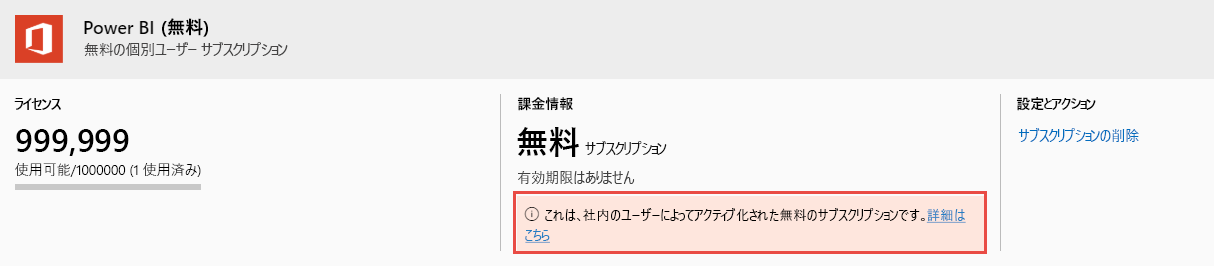 Power BI (無料)
無料の個別ユーザー サブスクリプション
ライセンス
999,999
使用可能/1000000 (1 使用済み)
課金情報
無料 サブスクリプション
有効期限はありません
これは、社内のユーザーによってアクティブ化された無料のサブスクリプションです。詳細は
こちら
設定とアクション
サブスクリプションの削除